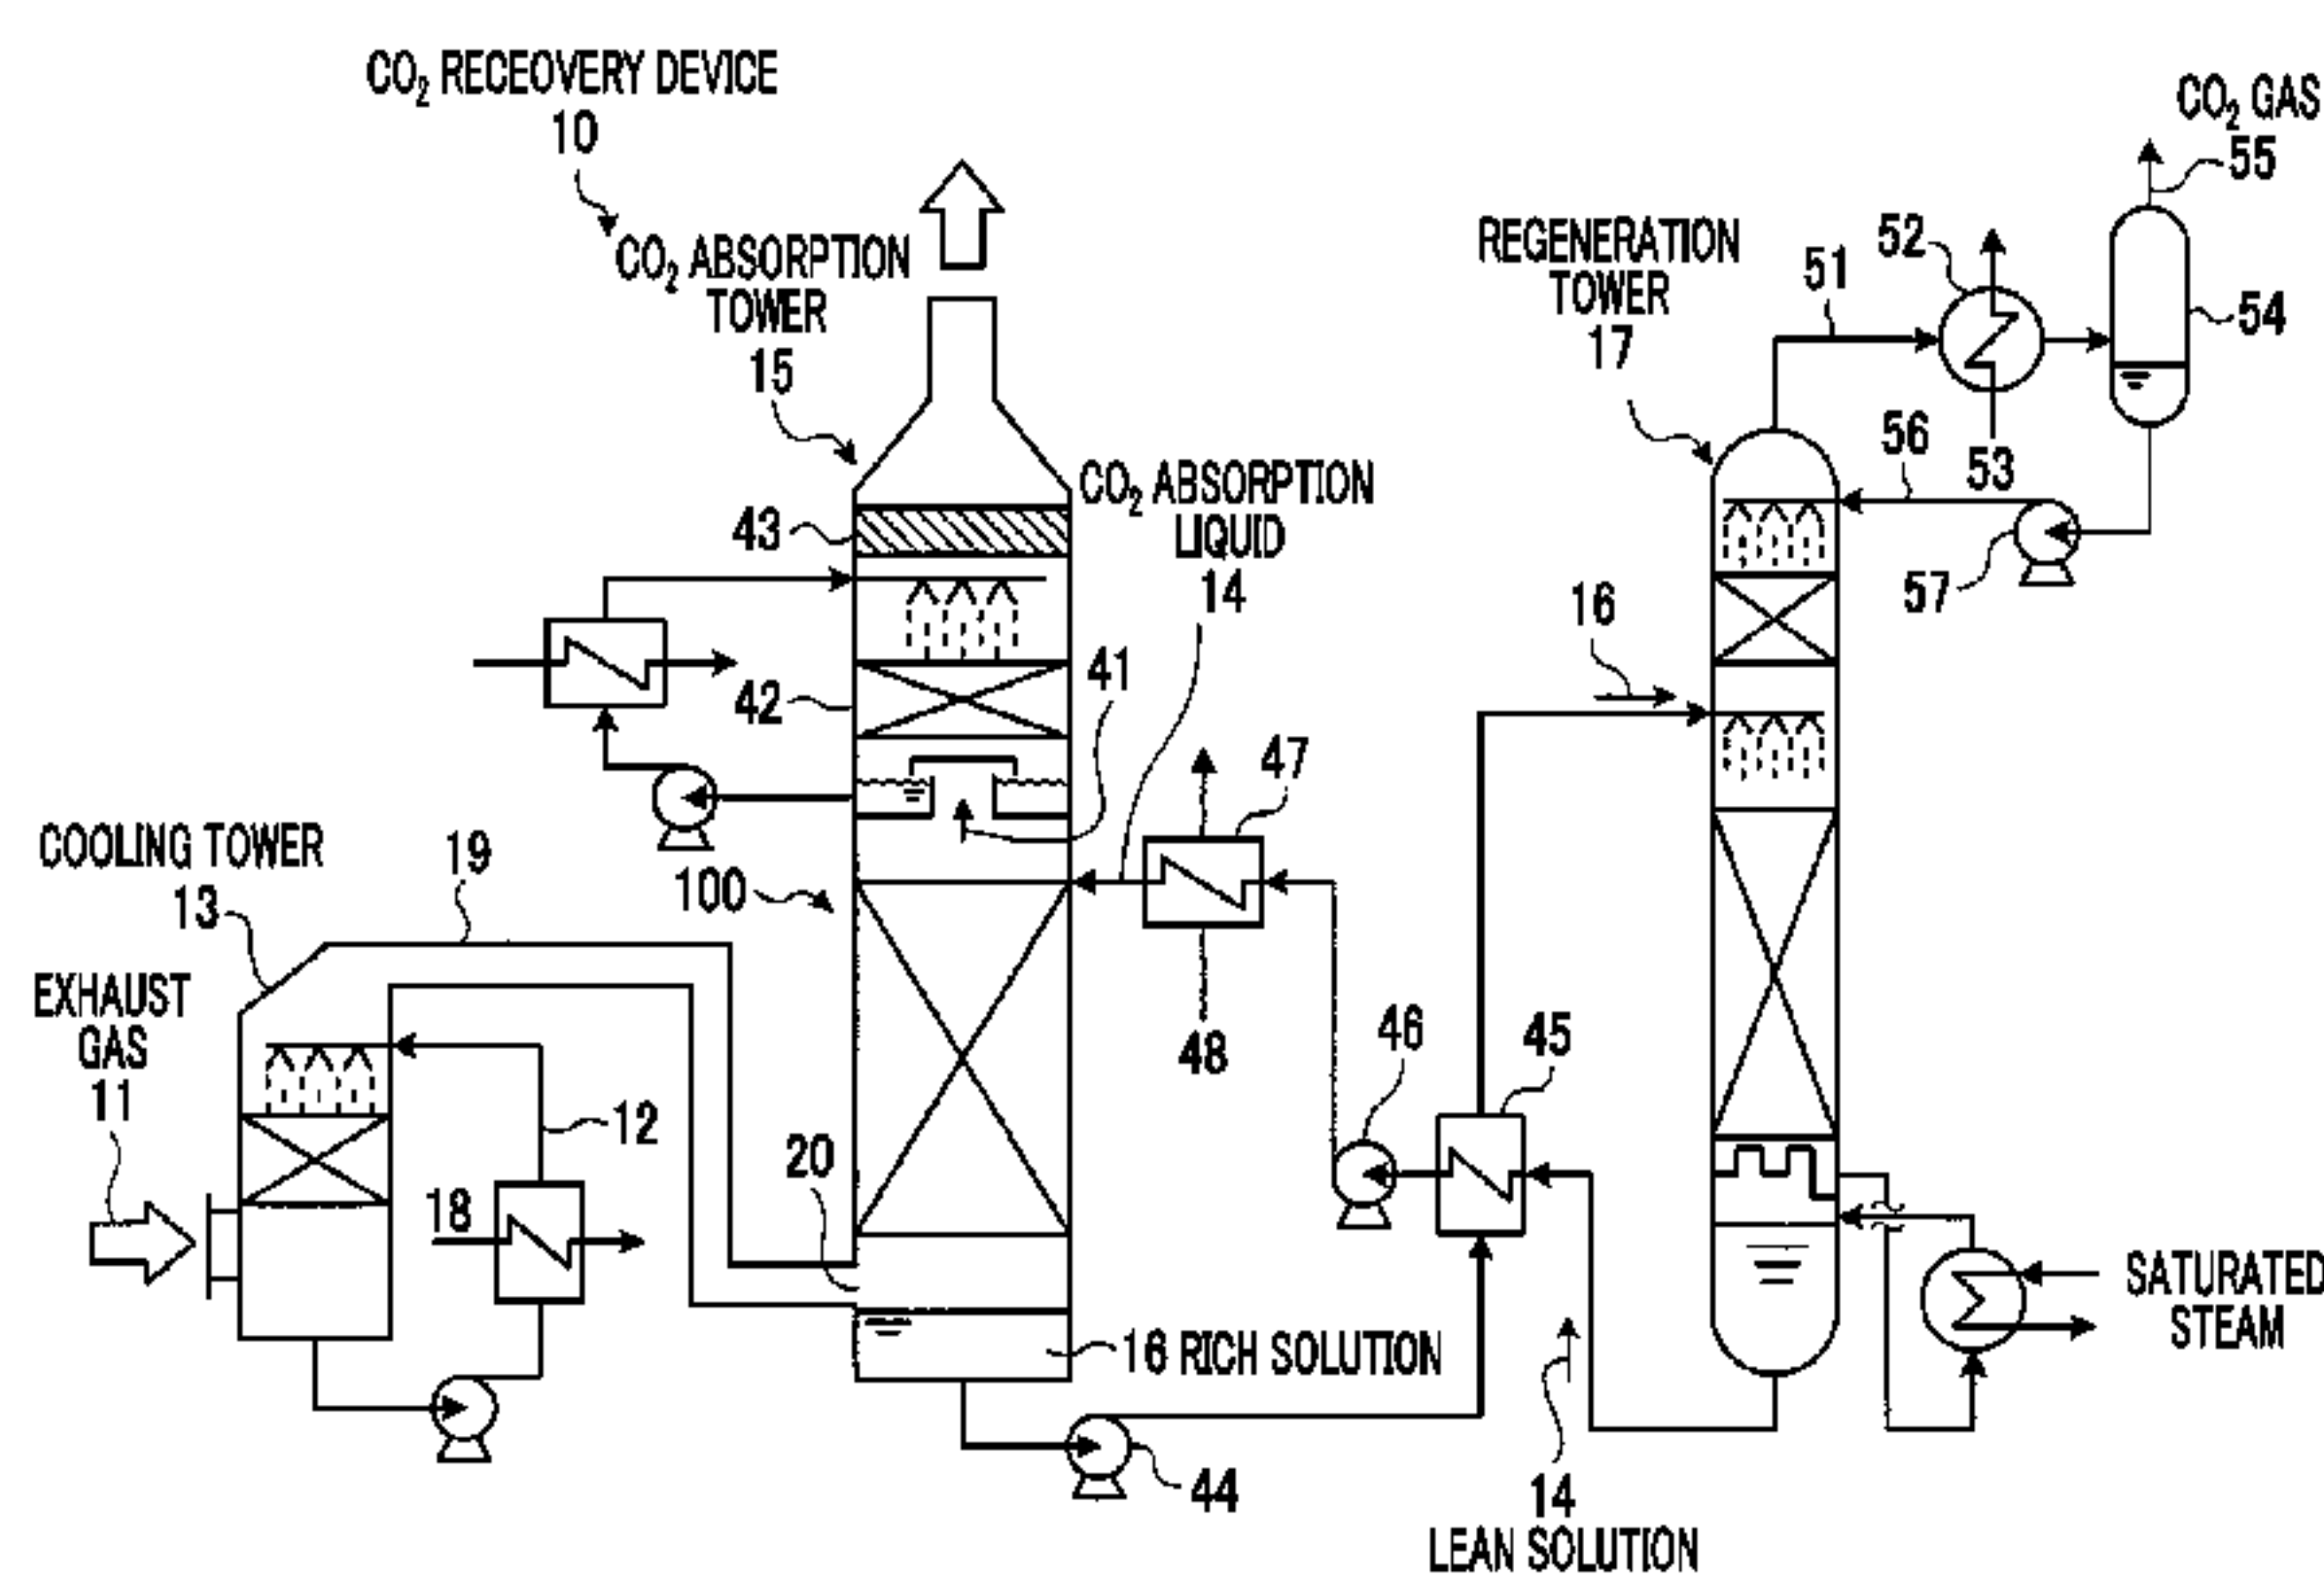 CO₂ RECEOVERY DEVICE
10
CO₂ GAS
55
CO₂ ABSORPTION
TOWER
15
REGENERATION
TOWER
17
51
52
54
53
56
57
CO₂ ABSORPTION
LIQUID
14
43
42
41
16
47
48
COOLING TOWER
13
19
100
EXHAUST
GAS
11
12
18
20
46
45
16 RICH SOLUTION
SATURATED
STEAM
44
14
LEAN SOLUTION